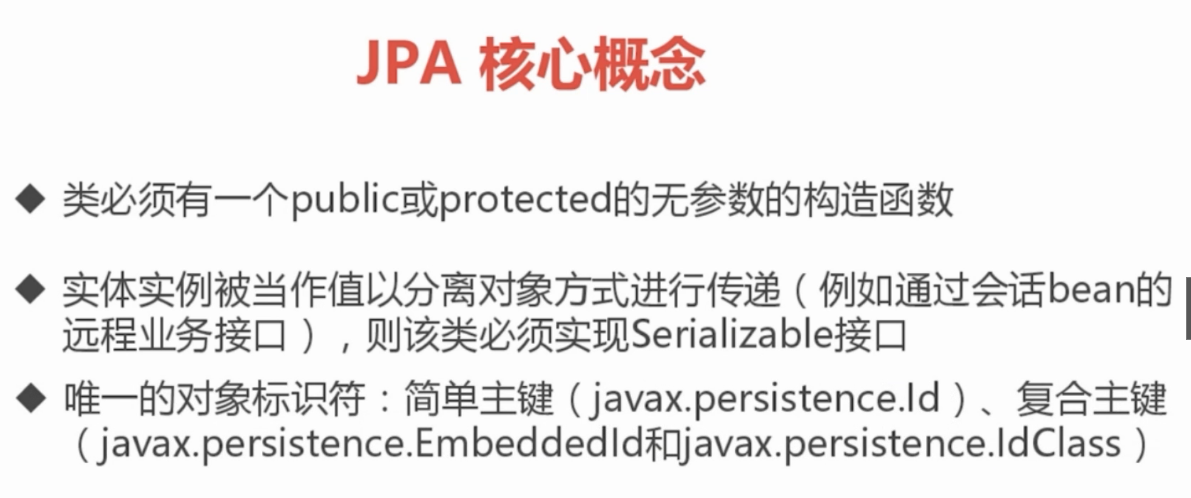 JPA 核心概念
◆ 类必须有一个public或protected的无参数的构造函数
◆ 实体实例被当作值以分离对象方式进行传递（例如通过会话bean的
远程业务接口），则该类必须实现Serializable接口
◆ 唯一的对象标识符：简单主键（javax.persistence.Id）、复合主键
（javax.persistence.EmbeddedId和javax.persistence.IdClass）